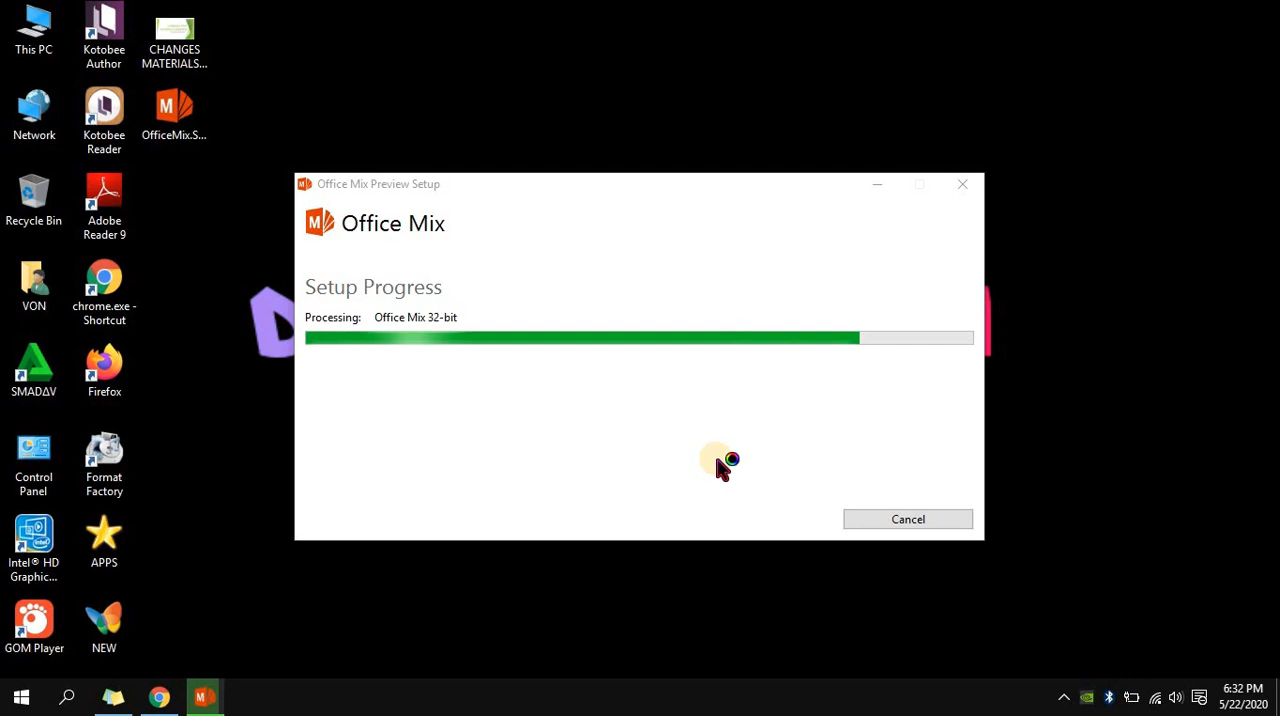 This PC
Kotobee
Author
CHANGES
MATERIALS...
Network
Kotobee
Reader
OfficeMix.S...
Recycle Bin
Adobe
Reader 9
VON
chrome.exe -
Shortcut
SMADΔV
Firefox
Control
Panel
Format
Factory
Intel® HD
Graphic...
APPS
GOM Player
NEW
Office Mix Preview Setup
Office Mix
Setup Progress
Processing: Office Mix 32-bit
Cancel
6:32 PM
5/22/2020